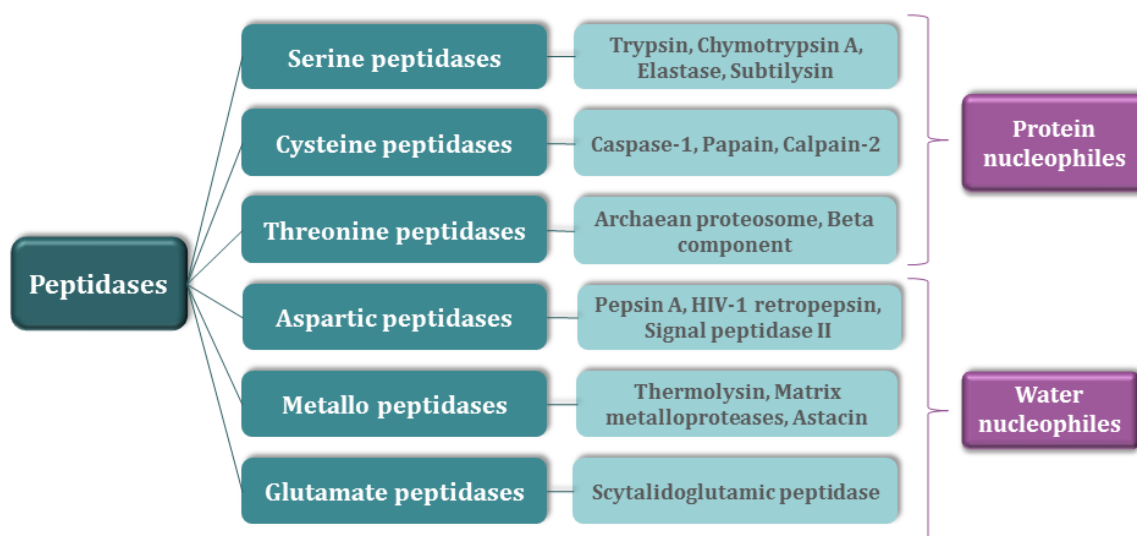 Peptidases
Serine peptidases
Trypsin, Chymotrypsin A,
Elastase, Subtilysin
Cysteine peptidases
Caspase-1, Papain, Calpain-2
Threonine peptidases
Archaean proteosome, Beta
component
Aspartic peptidases
Pepsin A, HIV-1 retropepsin,
Signal peptidase II
Metallo peptidases
Thermolysin, Matrix
metalloproteases, Astacin
Glutamate peptidases
Scytalidoglutamic peptidase
Protein
nucleophiles
Water
nucleophiles